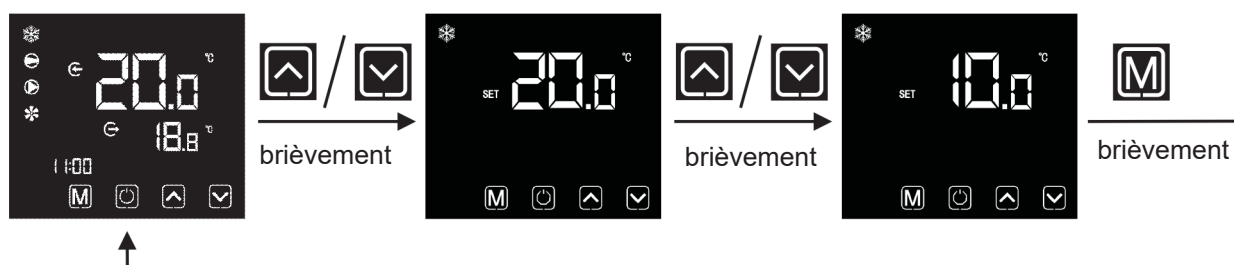 20.0 °C
18.8 °C
11:00
M
brièvement
SET 20.0 °C
M
brièvement
SET 10.0 °C
M
M
brièvement